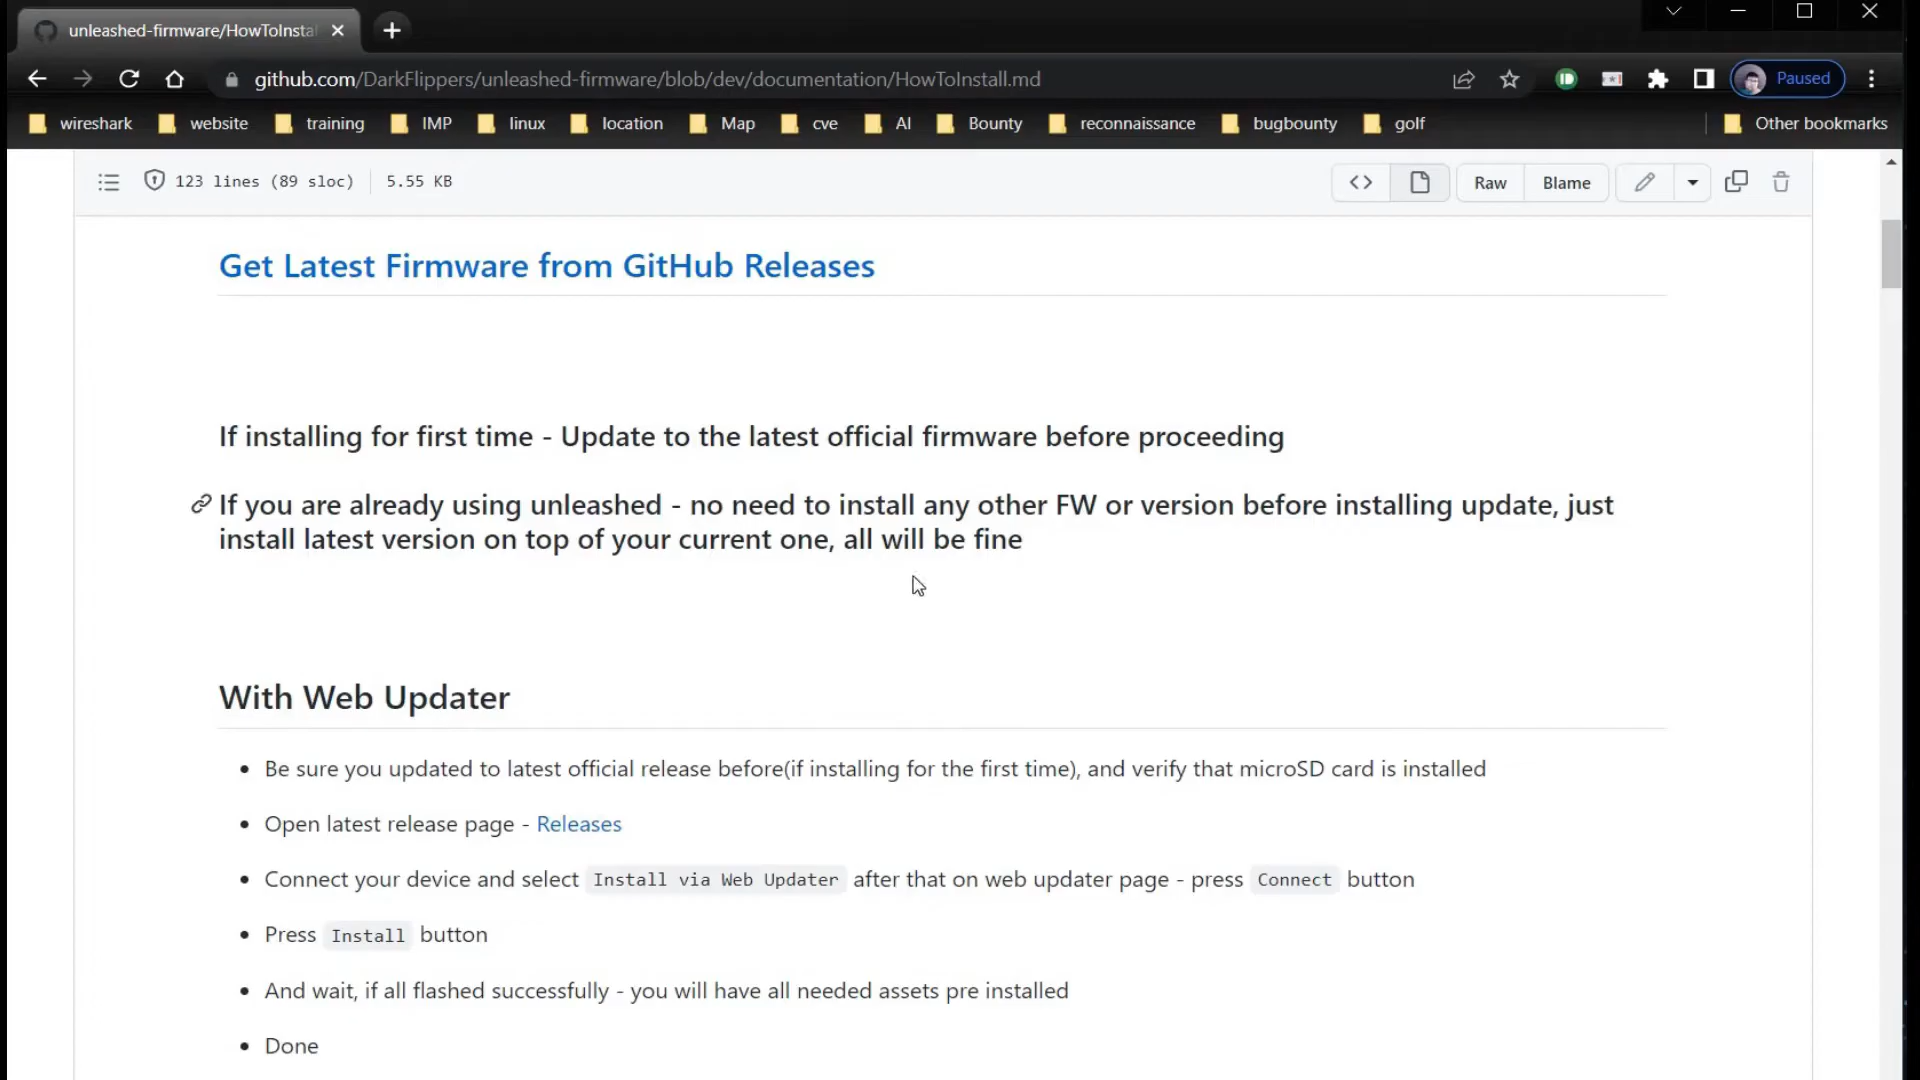 unleashed-firmware/HowToInstal
github.com/DarkFlippers/unleashed-firmware/blob/dev/documentation/HowToInstall.md
Paused
wireshark website training IMP linux location Map cve AI Bounty reconnaissance bugbounty golf Other bookmarks
123 lines (89 sloc) 5.55 KB
Raw Blame
Get Latest Firmware from GitHub Releases
If installing for first time - Update to the latest official firmware before proceeding
If you are already using unleashed - no need to install any other FW or version before installing update, just
install latest version on top of your current one, all will be fine
With Web Updater
• Be sure you updated to latest official release before(if installing for the first time), and verify that microSD card is installed
• Open latest release page - Releases
• Connect your device and select Install via Web Updater after that on web updater page - press Connect button
• Press Install button
• And wait, if all flashed successfully - you will have all needed assets pre installed
• Done